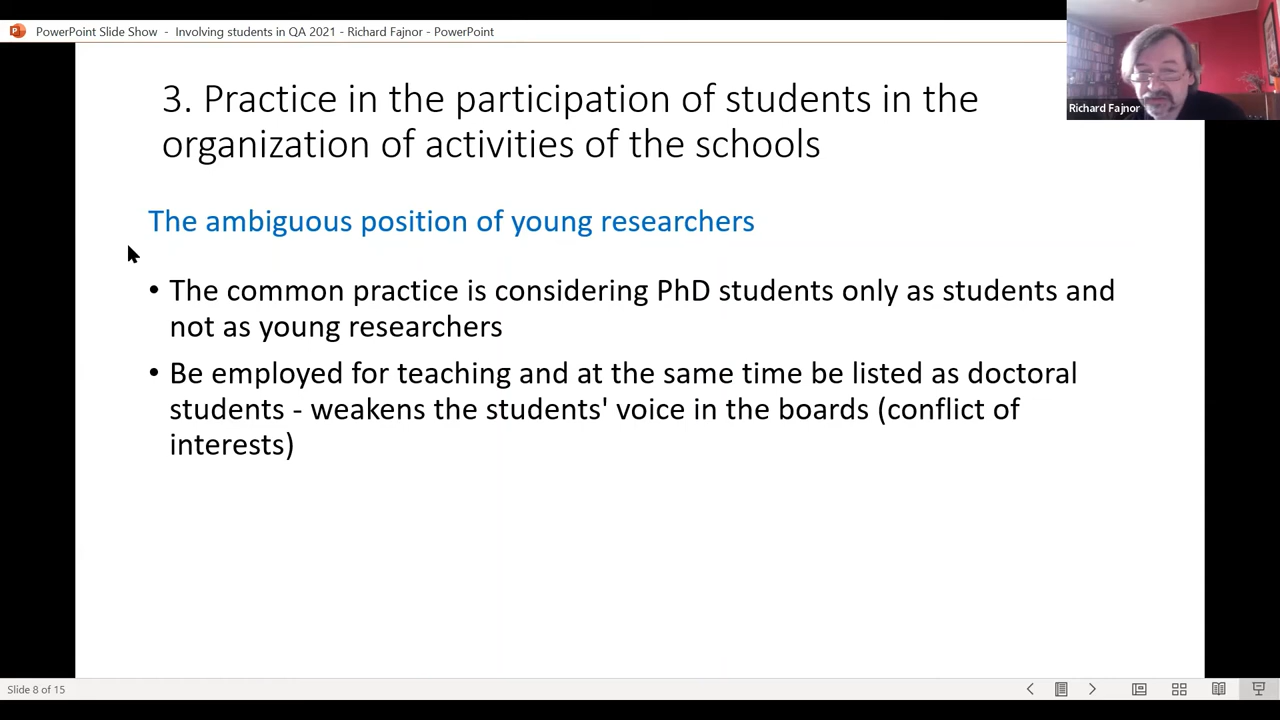 PowerPoint Slide Show - Involving students in QA 2021 - Richard Fajnor - PowerPoint
Richard Fajnor
3. Practice in the participation of students in the
organization of activities of the schools
The ambiguous position of young researchers
• The common practice is considering PhD students only as students and
not as young researchers
• Be employed for teaching and at the same time be listed as doctoral
students - weakens the students' voice in the boards (conflict of
interests)
Slide 8 of 15